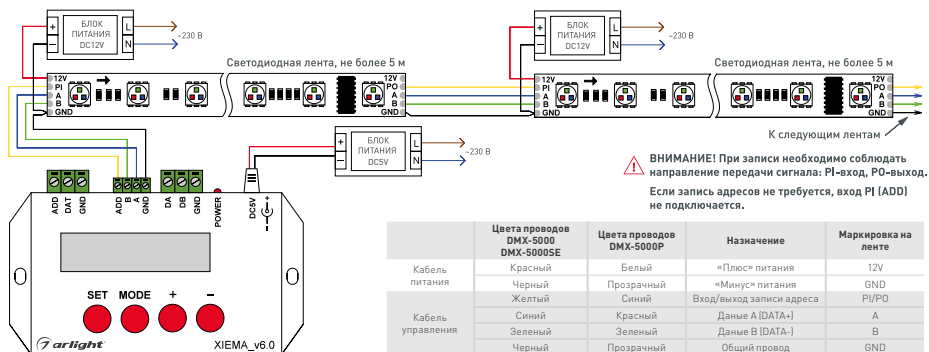 БЛОК
ПИТАНИЯ
DC12V
+
−
L
N
~230 В
БЛОК
ПИТАНИЯ
DC12V
+
−
L
N
~230 В
Светодиодная лента, не более 5 м
Светодиодная лента, не более 5 м
12V
PI
A
B
GND
PO
A
B
GND
12V
PI
A
B
GND
PO
A
B
GND
К следующим лентам
БЛОК
ПИТАНИЯ
DC5V
+
−
L
N
~230 В
ВНИМАНИЕ! При записи необходимо соблюдать
направление передачи сигнала: PI-вход, PO-выход.
Если запись адресов не требуется, вход PI (ADD)
не подключается.
ADD
DAT
GND
ADD
B
A
GND
DA
DB
GND
POWER
DC5V
− +
SET MODE + −
arlight
XIEMA_v6.0
Цвета проводов DMX-5000 DMX-5000SE Цвета проводов DMX-5000P Назначение Маркировка на ленте
Кабель питания
Красный Белый «Плюс» питания 12V
Черный Прозрачный «Минус» питания GND
Кабель управления
Желтый Синий Вход/выход записи адреса PI/PO
Синий Красный Даные A (DATA+) A
Зеленый Зеленый Даные B (DATA-) B
Черный Прозрачный Общий провод GND